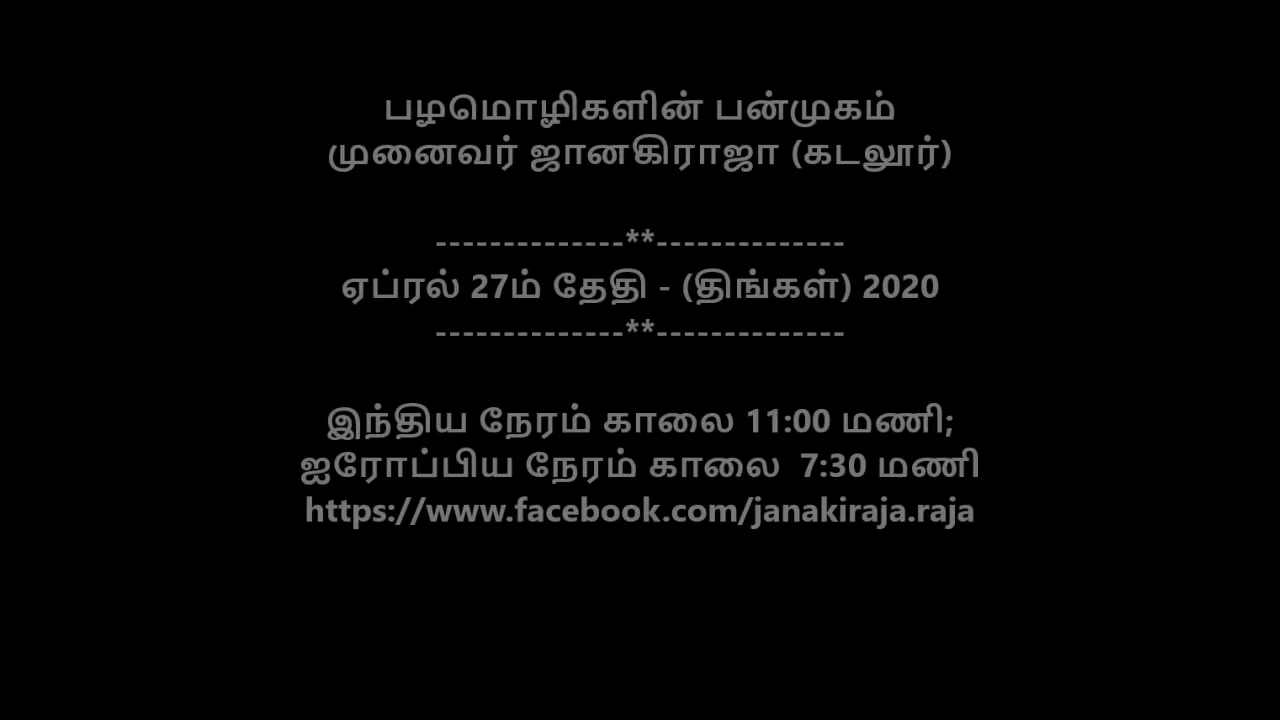 பழமொழிகளின் பன்முகம்
முனைவர் ஜானகிராஜா (கடலூர்)
--------------**--------------
ஏப்ரல் 27ம் தேதி - (திங்கள்) 2020
--------------**--------------
இந்திய நேரம் காலை 11:00 மணி;
ஐரோப்பிய நேரம் காலை 7:30 மணி
https://www.facebook.com/janakiraja.raja